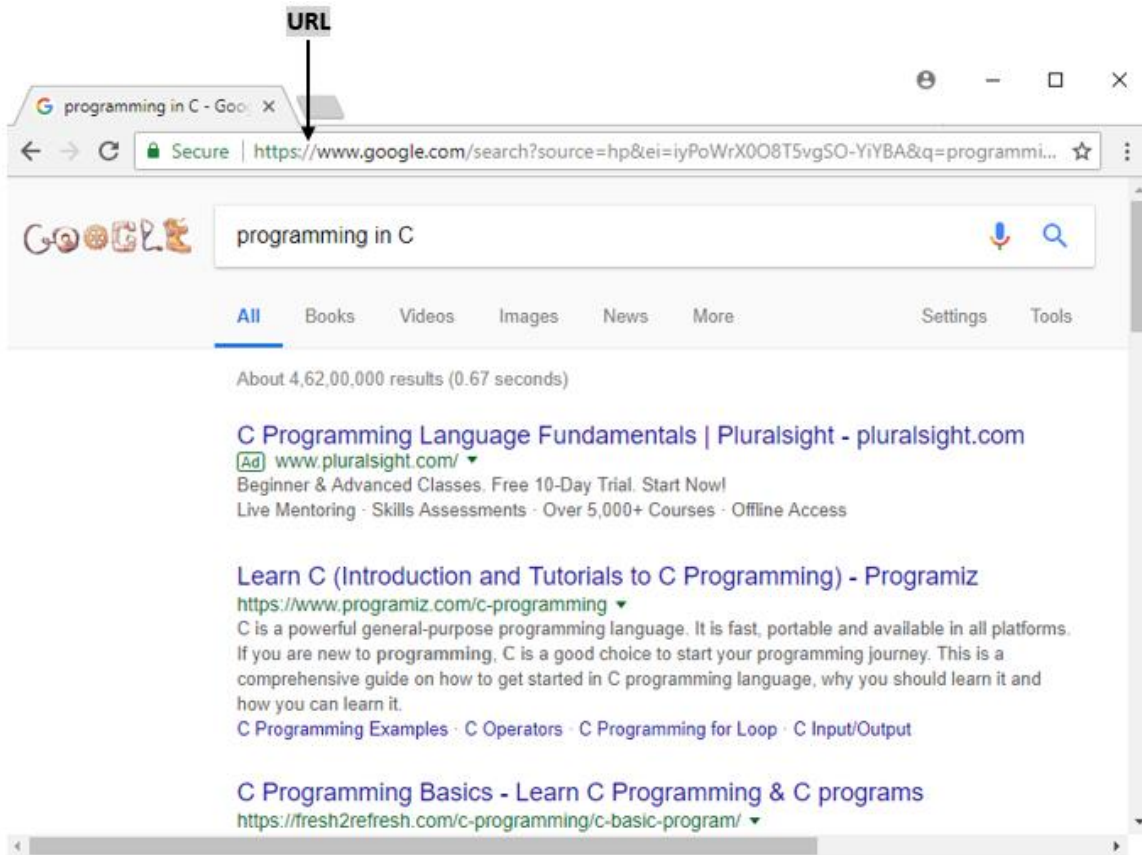 URL
programming in C - Goo
Secure | https://www.google.com/search?source=hp&ei=iyPoWrX0O8T5vgSO-YiYBA&q=programmi...
GOOGLE
programming in C
All Books Videos Images News More Settings Tools
About 4,62,00,000 results (0.67 seconds)
C Programming Language Fundamentals | Pluralsight - pluralsight.com
Ad www.pluralsight.com/
Beginner & Advanced Classes. Free 10-Day Trial. Start Now!
Live Mentoring · Skills Assessments · Over 5,000+ Courses · Offline Access
Learn C (Introduction and Tutorials to C Programming) - Programiz
https://www.programiz.com/c-programming
C is a powerful general-purpose programming language. It is fast, portable and available in all platforms.
If you are new to programming, C is a good choice to start your programming journey. This is a
comprehensive guide on how to get started in C programming language, why you should learn it and
how you can learn it.
C Programming Examples · C Operators · C Programming for Loop · C Input/Output
C Programming Basics - Learn C Programming & C programs
https://fresh2refresh.com/c-programming/c-basic-program/